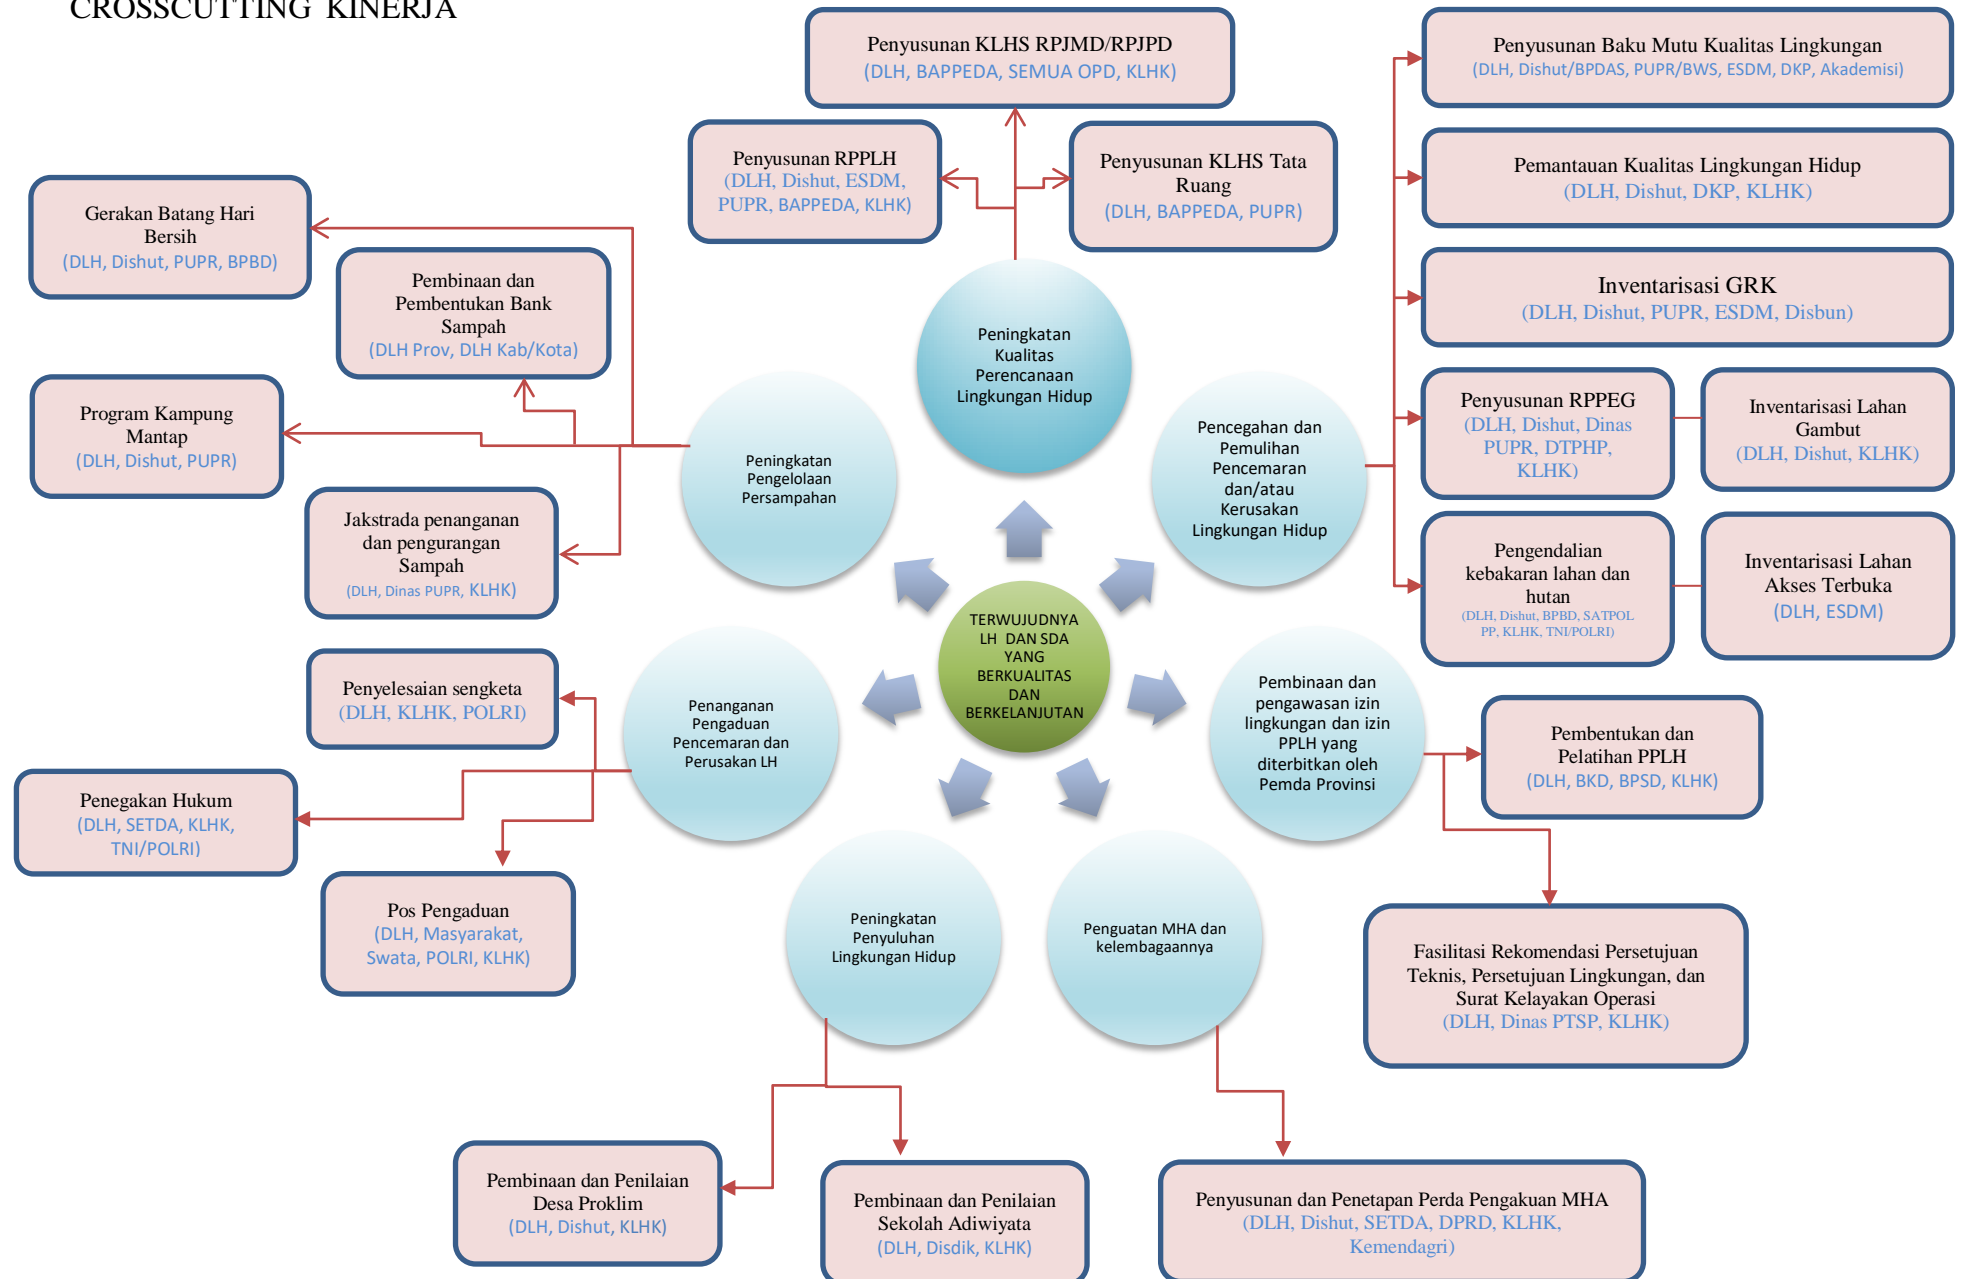 CROSSCUTTING KINERJA
Penyusunan KLHS RPJMD/RPJPD
(DLH, BAPPEDA, SEMUA OPD, KLHK)
Penyusunan RPPLH
(DLH, Dishut, ESDM,
PUPR, BAPPEDA, KLHK)
Penyusunan KLHS Tata
Ruang
(DLH, BAPPEDA, PUPR)
Peningkatan
Kualitas
Perencanaan
Lingkungan Hidup
Penyusunan Baku Mutu Kualitas Lingkungan
(DLH, Dishut/BPDAS, PUPR/BWS, ESDM, DKP, Akademisi)
Pemantauan Kualitas Lingkungan Hidup
(DLH, Dishut, DKP, KLHK)
Inventarisasi GRK
(DLH, Dishut, PUPR, ESDM, Disbun)
Penyusunan RPPEG
(DLH, Dishut, Dinas
PUPR, DTPHP,
KLHK)
Inventarisasi Lahan
Gambut
(DLH, Dishut, KLHK)
Pengendalian
kebakaran lahan dan
hutan
(DLH, Dishut, BPBD, SATPOL
PP, KLHK, TNI/POLRI)
Inventarisasi Lahan
Akses Terbuka
(DLH, ESDM)
Pencegahan dan
Pemulihan
Pencemaran
dan/atau
Kerusakan
Lingkungan Hidup
Gerakan Batang Hari
Bersih
(DLH, Dishut, PUPR, BPBD)
Pembinaan dan
Pembentukan Bank
Sampah
(DLH Prov, DLH Kab/Kota)
Program Kampung
Mantap
(DLH, Dishut, PUPR)
Jakstrada penanganan
dan pengurangan
Sampah
(DLH, Dinas PUPR, KLHK)
Peningkatan
Pengelolaan
Persampahan
TERWUJUDNYA
LH DAN SDA
YANG
BERKUALITAS
DAN
BERKELANJUTAN
Penyelesaian sengketa
(DLH, KLHK, POLRI)
Penegakan Hukum
(DLH, SETDA, KLHK,
TNI/POLRI)
Pos Pengaduan
(DLH, Masyarakat,
Swata, POLRI, KLHK)
Penanganan
Pengaduan
Pencemaran dan
Perusakan LH
Pembinaan dan
pengawasan izin
lingkungan dan izin
PPLH yang
diterbitkan oleh
Pemda Provinsi
Pembentukan dan
Pelatihan PPLH
(DLH, BKD, BPSD, KLHK)
Fasilitasi Rekomendasi Persetujuan
Teknis, Persetujuan Lingkungan, dan
Surat Kelayakan Operasi
(DLH, Dinas PTSP, KLHK)
Peningkatan
Penyuluhan
Lingkungan Hidup
Penguatan MHA dan
kelembagaannya
Pembinaan dan Penilaian
Desa Proklim
(DLH, Dishut, KLHK)
Pembinaan dan Penilaian
Sekolah Adiwiyata
(DLH, Disdik, KLHK)
Penyusunan dan Penetapan Perda Pengakuan MHA
(DLH, Dishut, SETDA, DPRD, KLHK,
Kemendagri)